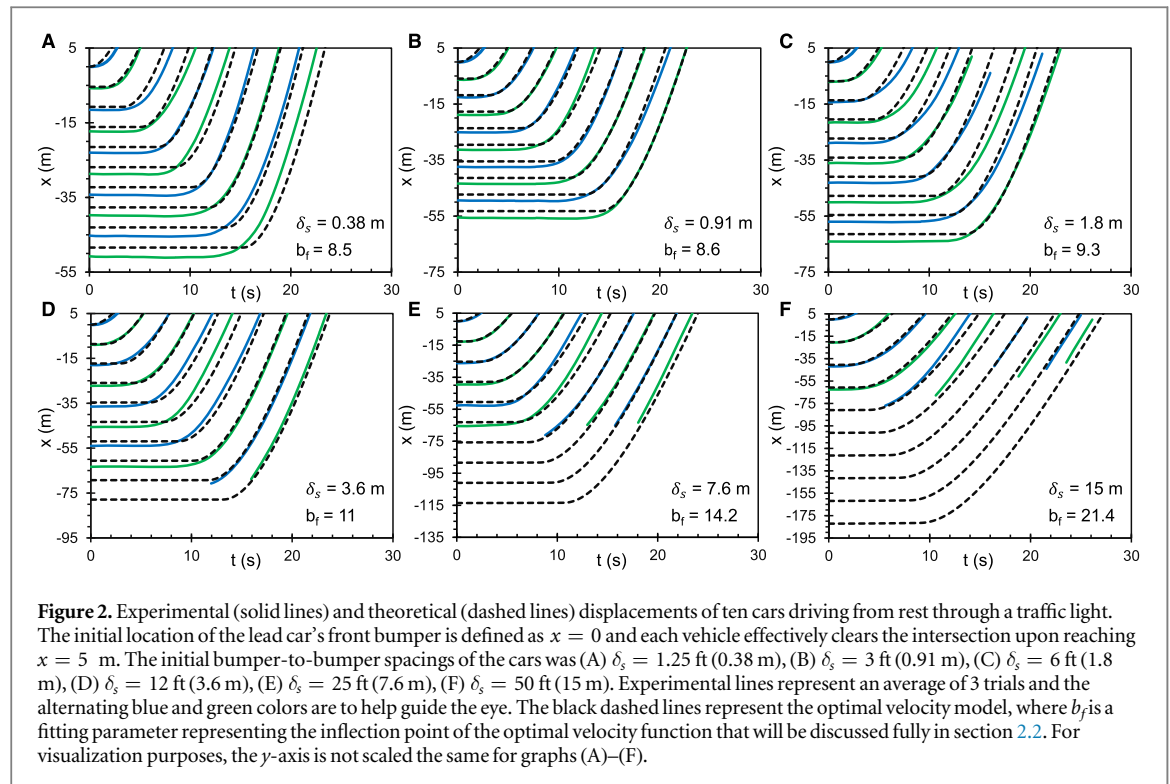 A
B
C
5
-15
-35
-55
x (m)
δs = 0.38 m
bf = 8.5
0
10
20
30
t (s)
5
-15
-35
-55
-75
x (m)
δs = 0.91 m
bf = 8.6
0
10
20
30
t (s)
5
-15
-35
-55
-75
x (m)
δs = 1.8 m
bf = 9.3
0
10
20
30
t (s)
D
E
F
5
-15
-35
-55
-75
-95
x (m)
δs = 3.6 m
bf = 11
0
10
20
30
t (s)
5
-15
-35
-55
-75
-95
-115
-135
x (m)
δs = 7.6 m
bf = 14.2
0
10
20
30
t (s)
5
-15
-35
-55
-75
-95
-115
-135
-155
-175
-195
x (m)
δs = 15 m
bf = 21.4
0
10
20
30
t (s)
Figure 2. Experimental (solid lines) and theoretical (dashed lines) displacements of ten cars driving from rest through a traffic light.
The initial location of the lead car's front bumper is defined as x = 0 and each vehicle effectively clears the intersection upon reaching
x = 5 m. The initial bumper-to-bumper spacings of the cars was (A) δs = 1.25 ft (0.38 m), (B) δs = 3 ft (0.91 m), (C) δs = 6 ft (1.8
m), (D) δs = 12 ft (3.6 m), (E) δs = 25 ft (7.6 m), (F) δs = 50 ft (15 m). Experimental lines represent an average of 3 trials and the
alternating blue and green colors are to help guide the eye. The black dashed lines represent the optimal velocity model, where bf is a
fitting parameter representing the inflection point of the optimal velocity function that will be discussed fully in section 2.2. For
visualization purposes, the y-axis is not scaled the same for graphs (A)–(F).